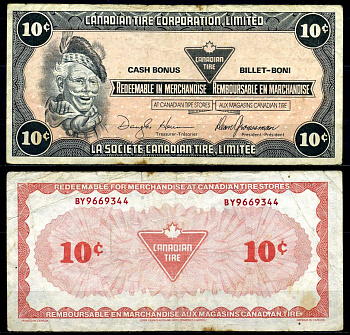 10¢ CANADIAN TIRE CORPORATION, LIMITED 10¢
CASH BONUS CANADIAN TIRE BILLET-BONI
REDEEMABLE IN MERCHANDISE REMBOURSABLE EN MARCHANDISE
AT CANADIAN TIRE STORES AUX MAGASINS CANADIAN TIRE
Treasurer-Trésorier President-Président
10¢ LA SOCIÉTÉ CANADIAN TIRE, LIMITÉE 10¢
REDEEMABLE FOR MERCHANDISE AT CANADIAN TIRE STORES
BY9669344 BY9669344
10¢ CANADIAN TIRE 10¢
REMBOURSABLE EN MARCHANDISE AUX MAGASINS CANADIAN TIRE